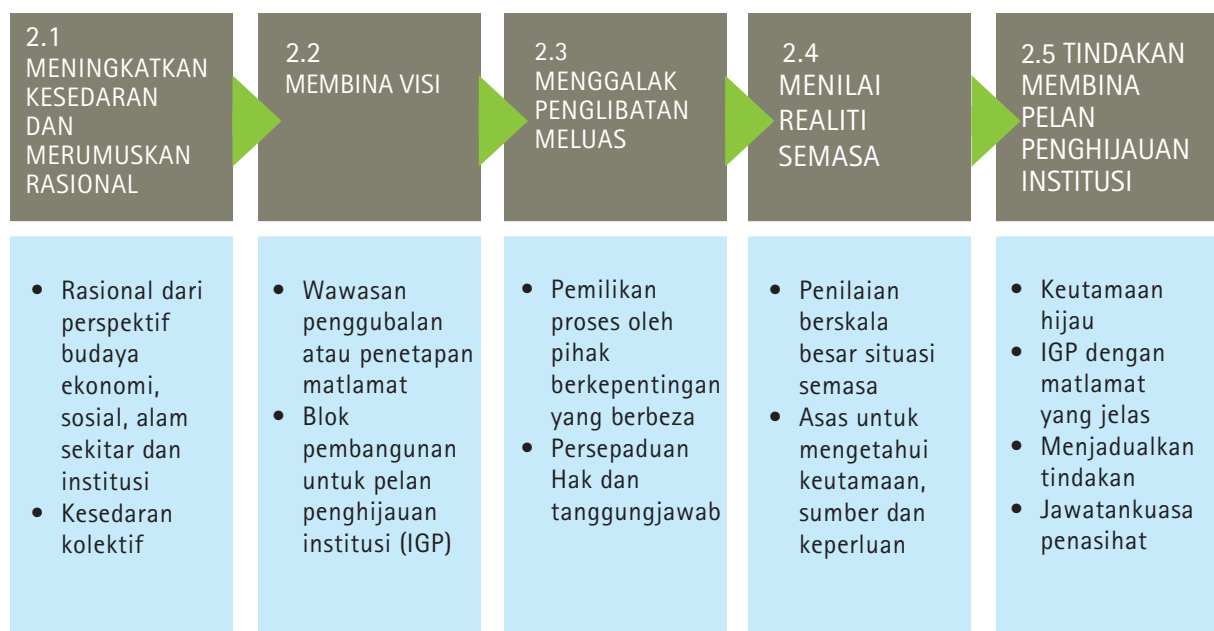 2.1
MENINGKATKAN
KESEDARAN
DAN
MERUMUSKAN
RASIONAL
• Rasional dari
perspektif
budaya
ekonomi,
sosial, alam
sekitar dan
institusi
• Kesedaran
kolektif
2.2
MEMBINA VISI
• Wawasan
penggubalan
atau penetapan
matlamat
• Blok
pembangunan
untuk pelan
penghijauan
institusi (IGP)
2.3
MENGGALAK
PENGLIBATAN
MELUAS
• Pemilikan
proses oleh
pihak
berkepentingan
yang berbeza
• Persepaduan
Hak dan
tanggungjawab
2.4
MENILAI
REALITI
SEMASA
• Penilaian
berskala
besar situasi
semasa
• Asas untuk
mengetahui
keutamaan,
sumber dan
keperluan
2.5 TINDAKAN
MEMBINA
PELAN
PENGHIJAUAN
INSTITUSI
• Keutamaan
hijau
• IGP dengan
matlamat
yang jelas
• Menjadualkan
tindakan
• Jawatankuasa
penasihat